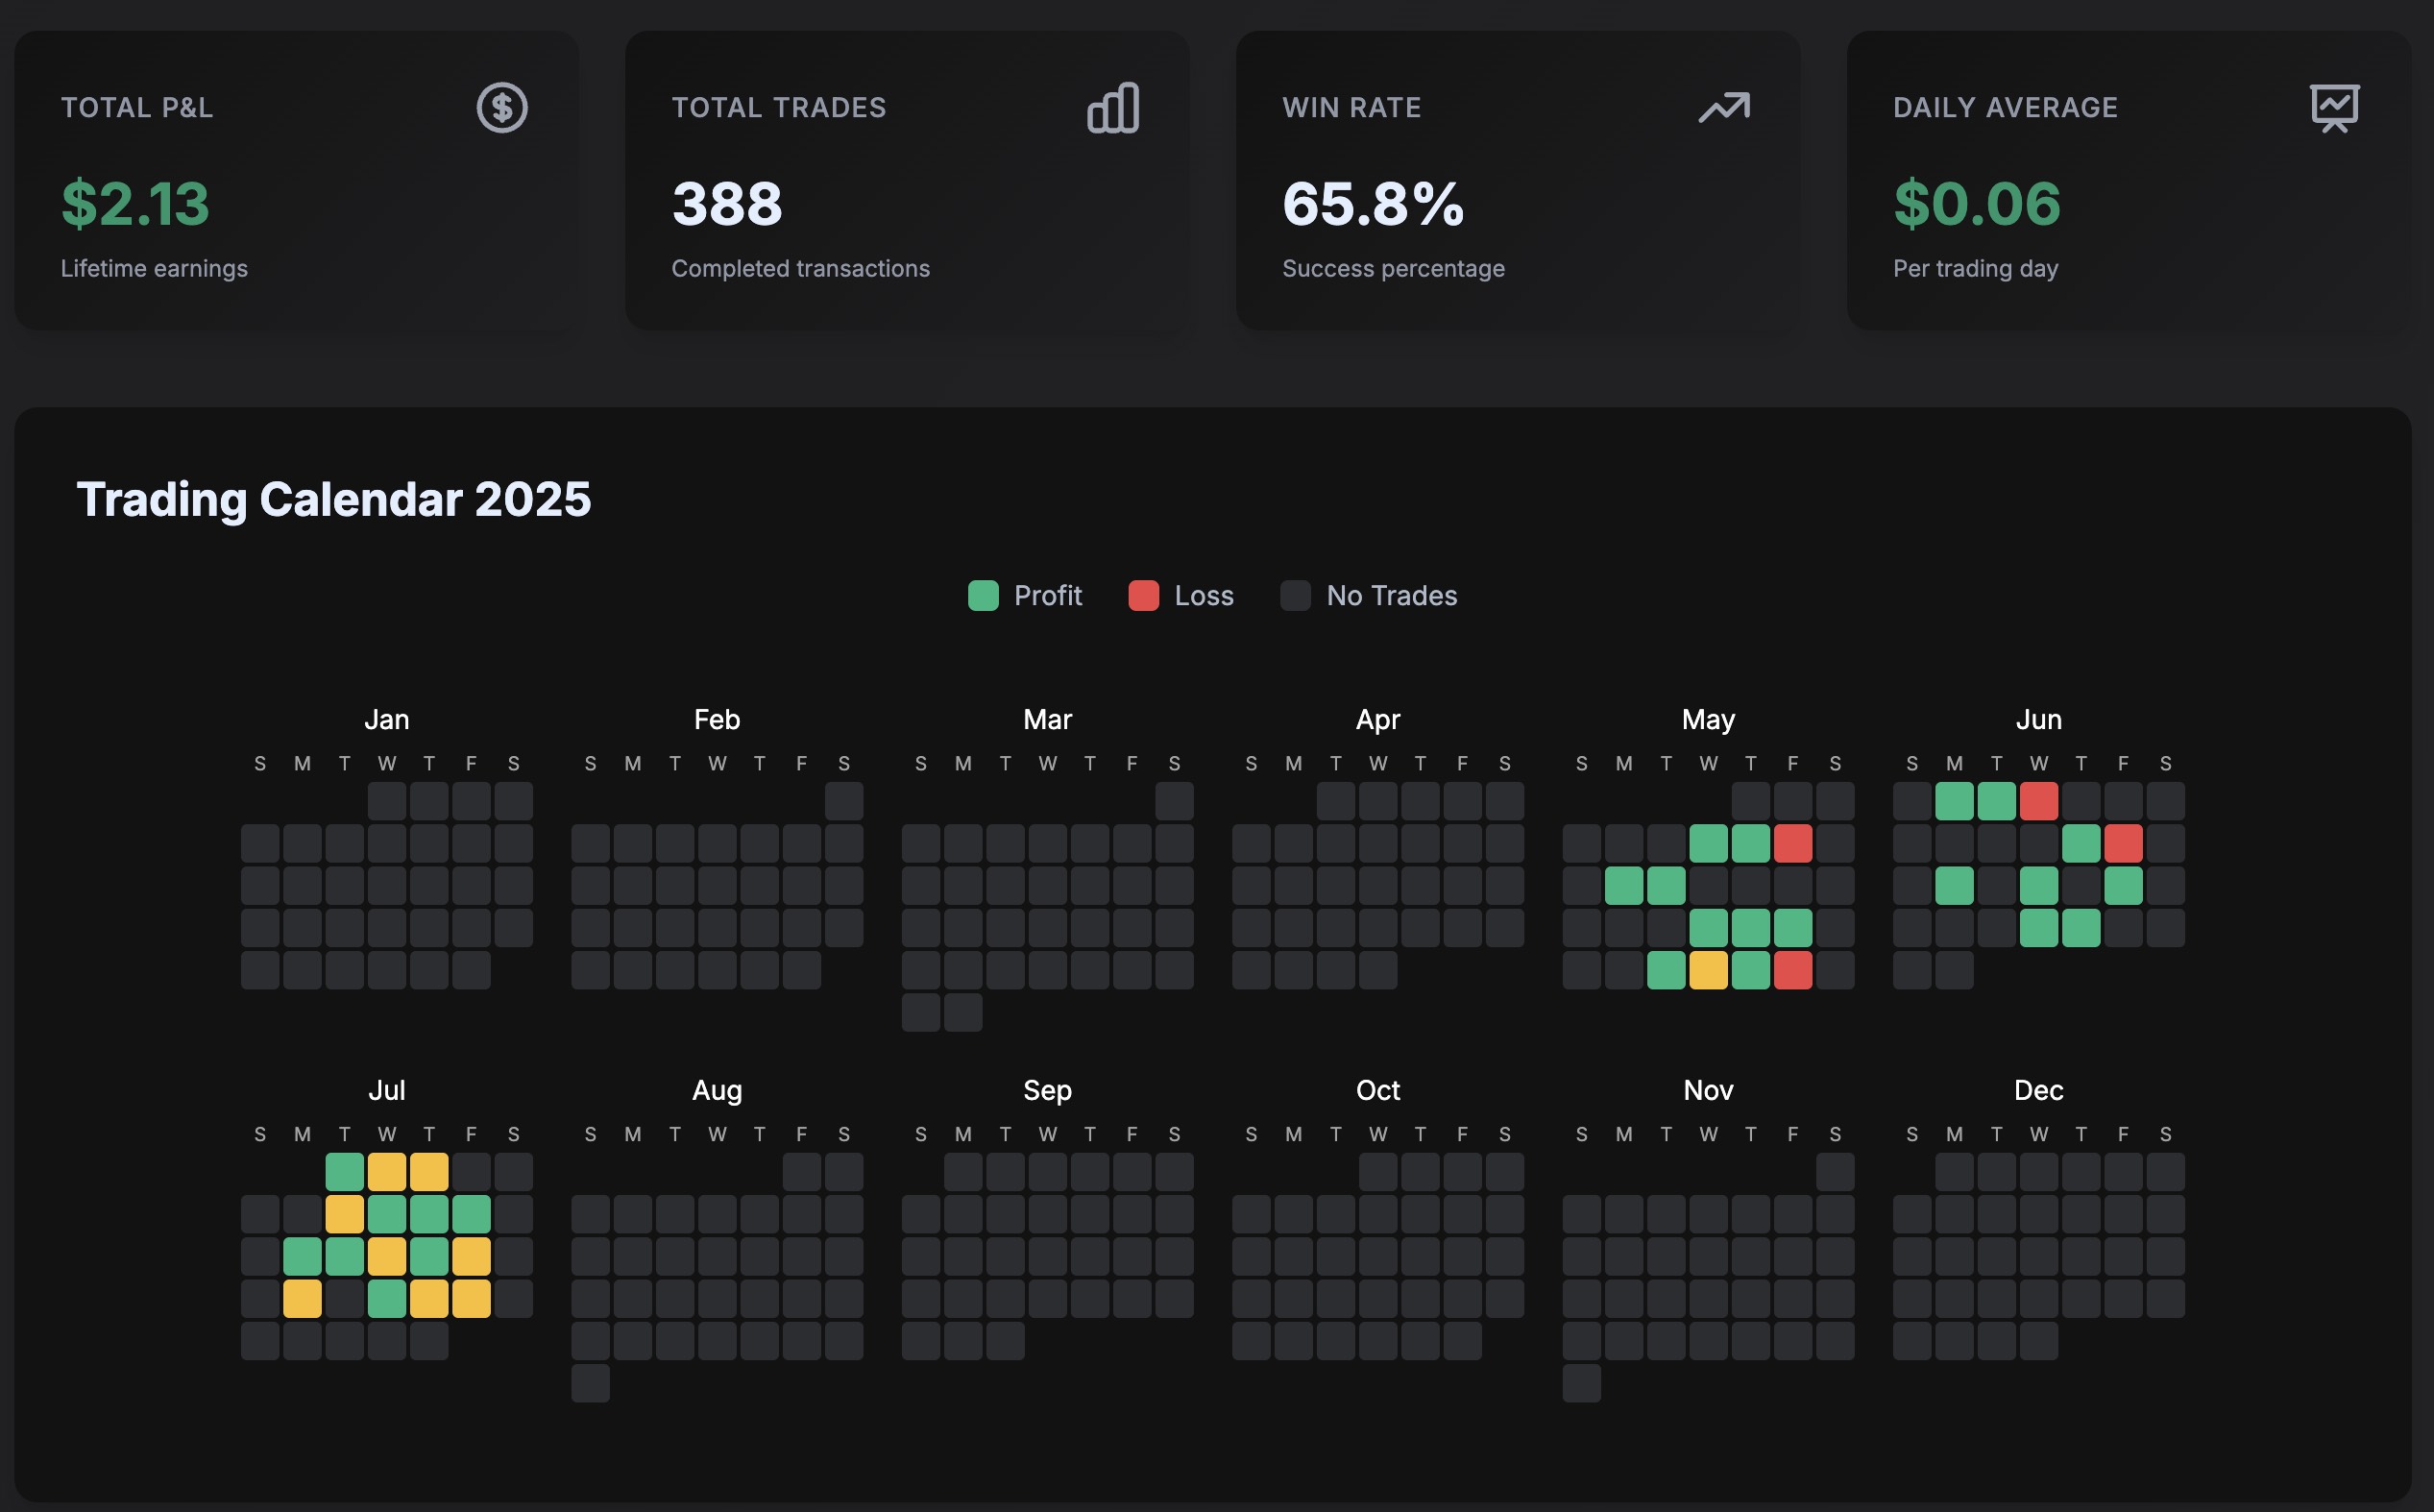 TOTAL P&L
$2.13
Lifetime earnings
TOTAL TRADES
388
Completed transactions
WIN RATE
65.8%
Success percentage
DAILY AVERAGE
$0.06
Per trading day
Trading Calendar 2025
Profit Loss No Trades
Jan
S M T W T F S
Feb
S M T W T F S
Mar
S M T W T F S
Apr
S M T W T F S
May
S M T W T F S
Jun
S M T W T F S
Jul
S M T W T F S
Aug
S M T W T F S
Sep
S M T W T F S
Oct
S M T W T F S
Nov
S M T W T F S
Dec
S M T W T F S